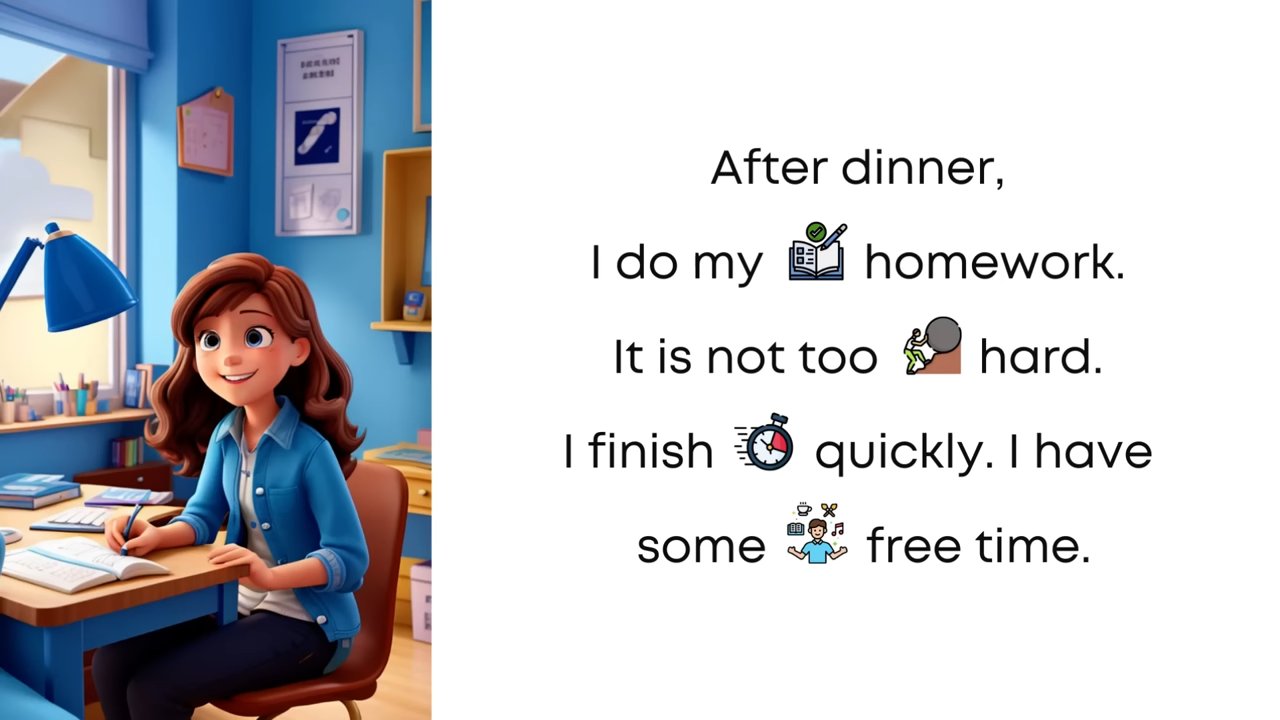 After dinner,
I do my homework.
It is not too hard.
I finish quickly. I have
some free time.